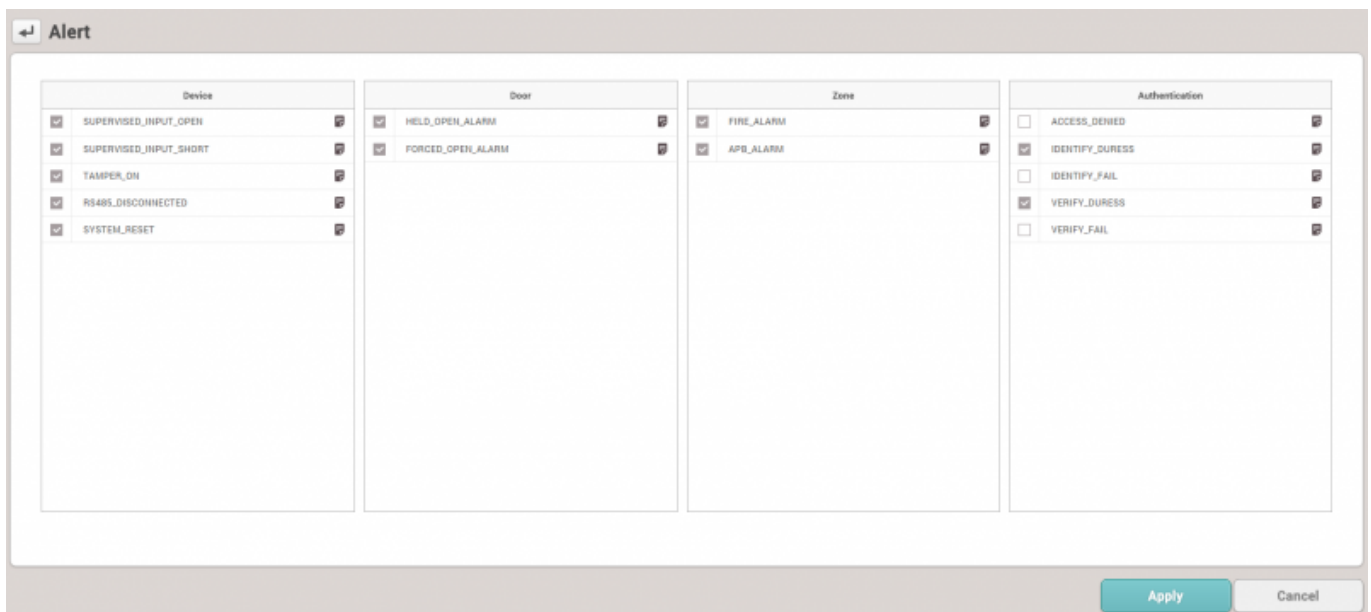 Alert
Device
SUPERVISED_INPUT_OPEN
SUPERVISED_INPUT_SHORT
TAMPER_ON
RS485_DISCONNECTED
SYSTEM_RESET
Door
HELD_OPEN_ALARM
FORCED_OPEN_ALARM
Zone
FIRE_ALARM
APB_ALARM
Authentication
ACCESS_DENIED
IDENTIFY_DURESS
IDENTIFY_FAIL
VERIFY_DURESS
VERIFY_FAIL
Apply
Cancel